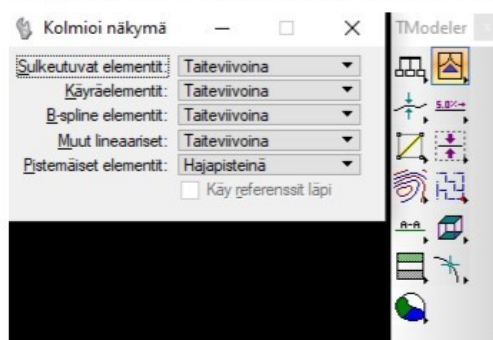 Kolmioi näkymä
TModeler
Sulkeutuvat elementit: Taiteviivoina
Käyräelementit: Taiteviivoina
B-spline elementit: Taiteviivoina
Muut lineaariset: Taiteviivoina
Pistemäiset elementit: Hajapisteinä
Käy referenssit läpi
5.0%
A-A